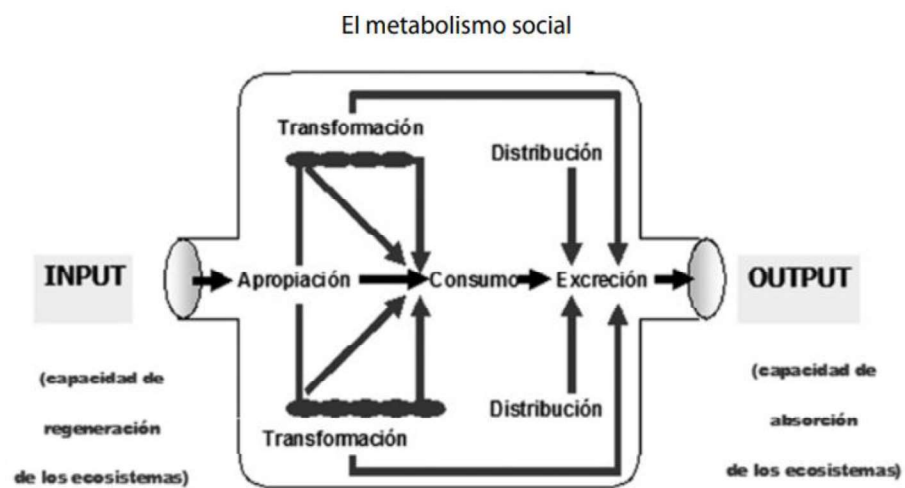 El metabolismo social
Transformación
Distribución
INPUT
Apropiación
Consumo
Excreción
OUTPUT
(capacidad de
regeneración
de los ecosistemas)
(capacidad de
absorción
de los ecosistemas)
Distribución
Transformación